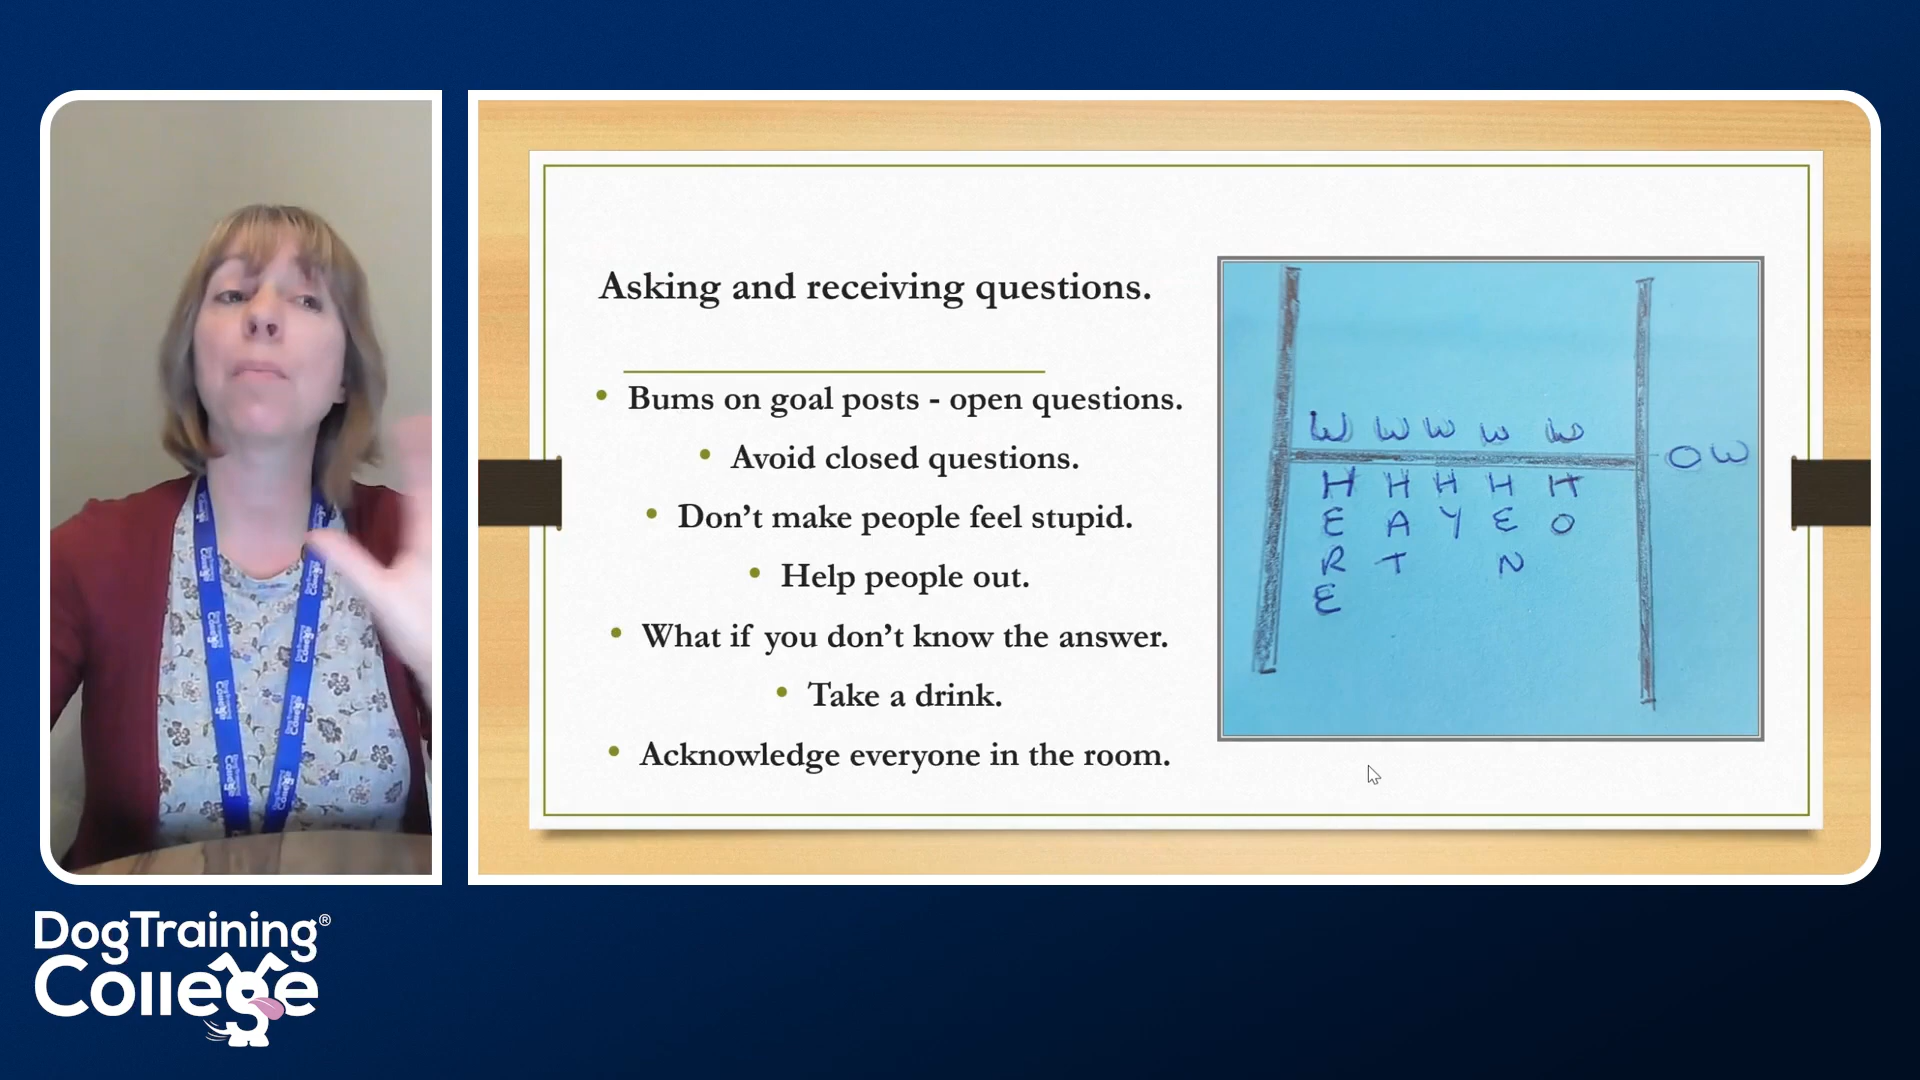 Asking and receiving questions.
• Bums on goal posts - open questions.
• Avoid closed questions.
• Don’t make people feel stupid.
• Help people out.
• What if you don’t know the answer.
• Take a drink.
• Acknowledge everyone in the room.
W W W W W
OW
H H H H H
E A Y E O
R T N
E
DogTraining®
College